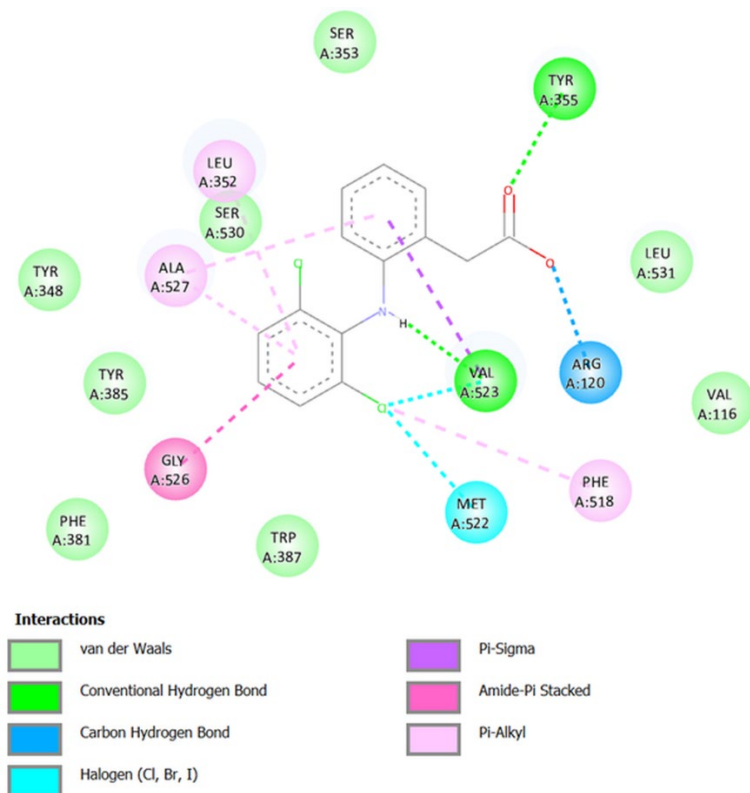 SER
A:353
TYR
A:355
LEU
A:352
SER
A:530
O
TYR
A:348
ALA
A:527
Cl
O
LEU
A:531
N
H
TYR
A:385
VAL
A:523
ARG
A:120
VAL
A:116
Cl
GLY
A:526
PHE
A:518
MET
A:522
PHE
A:381
TRP
A:387
Interactions
van der Waals
Conventional Hydrogen Bond
Carbon Hydrogen Bond
Halogen (Cl, Br, I)
Pi-Sigma
Amide-Pi Stacked
Pi-Alkyl